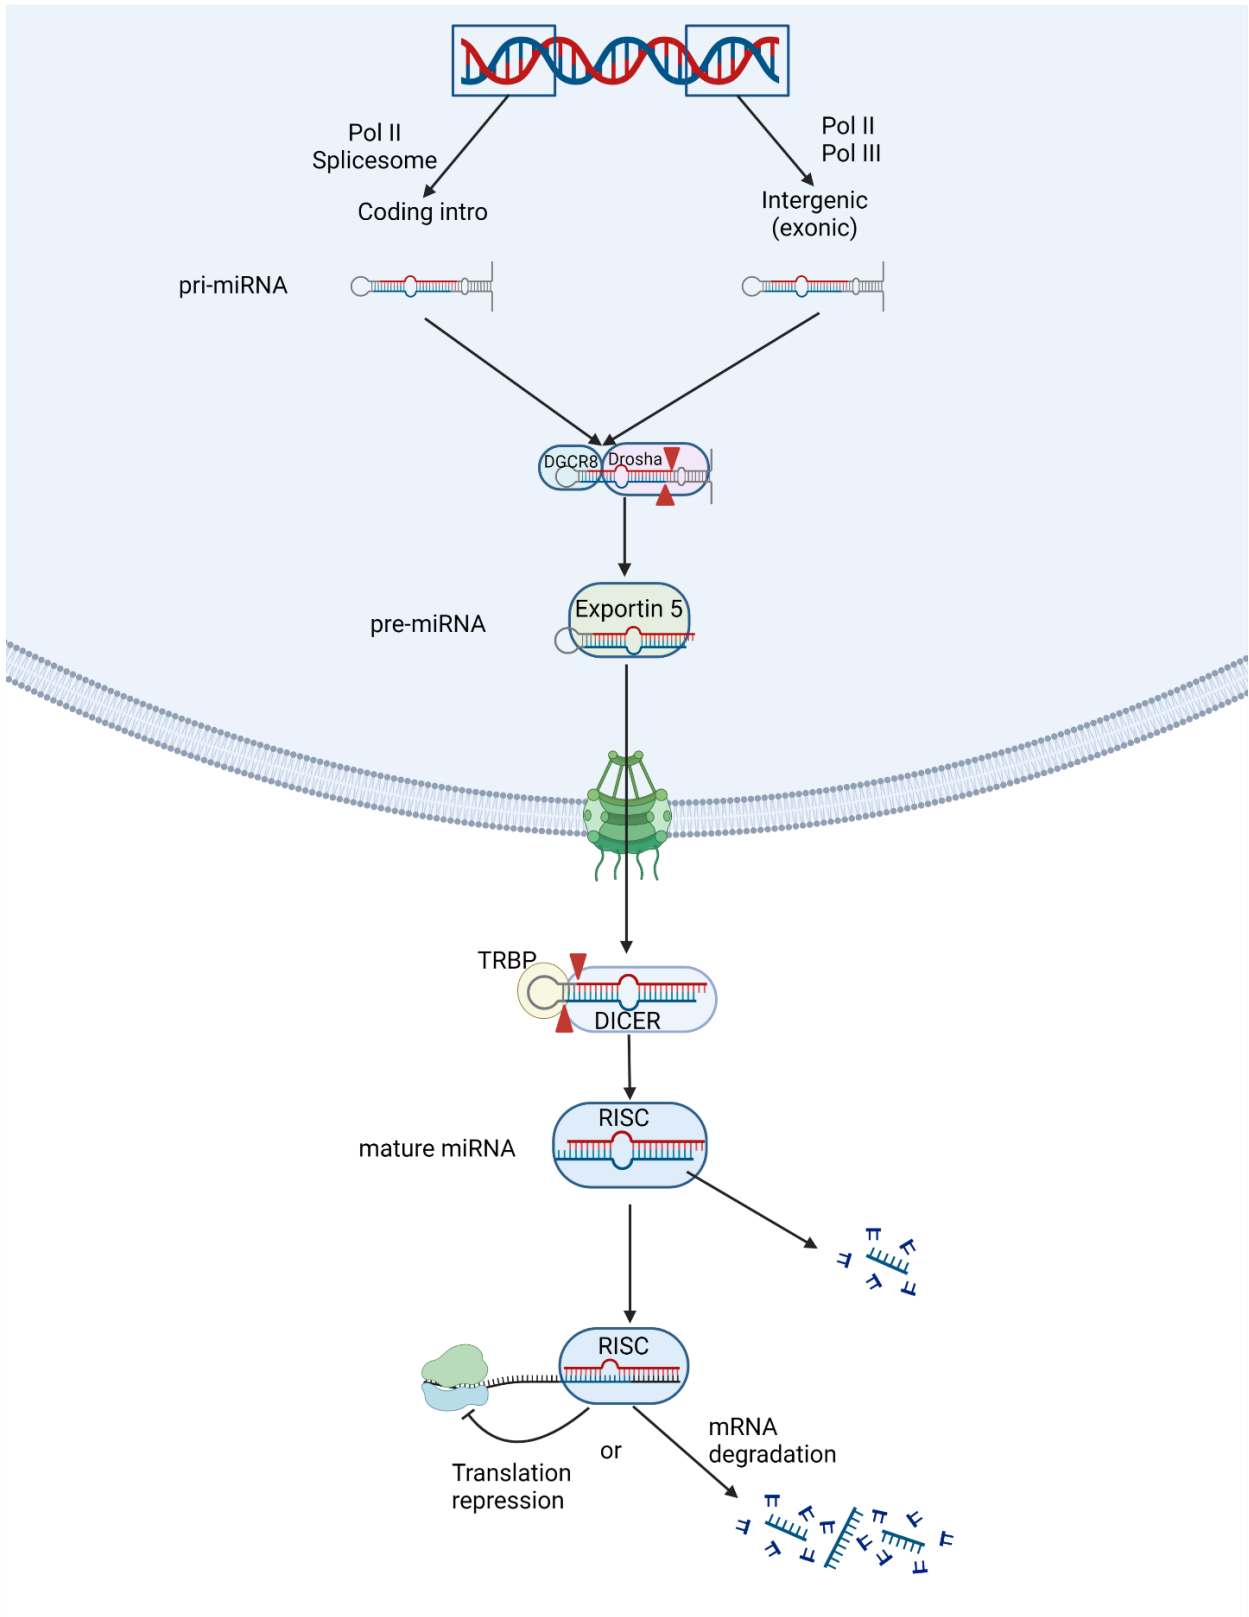 Pol II
Splicesome
Pol II
Pol III
Coding intro
Intergenic
(exonic)
pri-miRNA
DGCR8
Drosha
Exportin 5
pre-miRNA
TRBP
DICER
RISC
mature miRNA
RISC
mRNA
degradation
or
Translation
repression